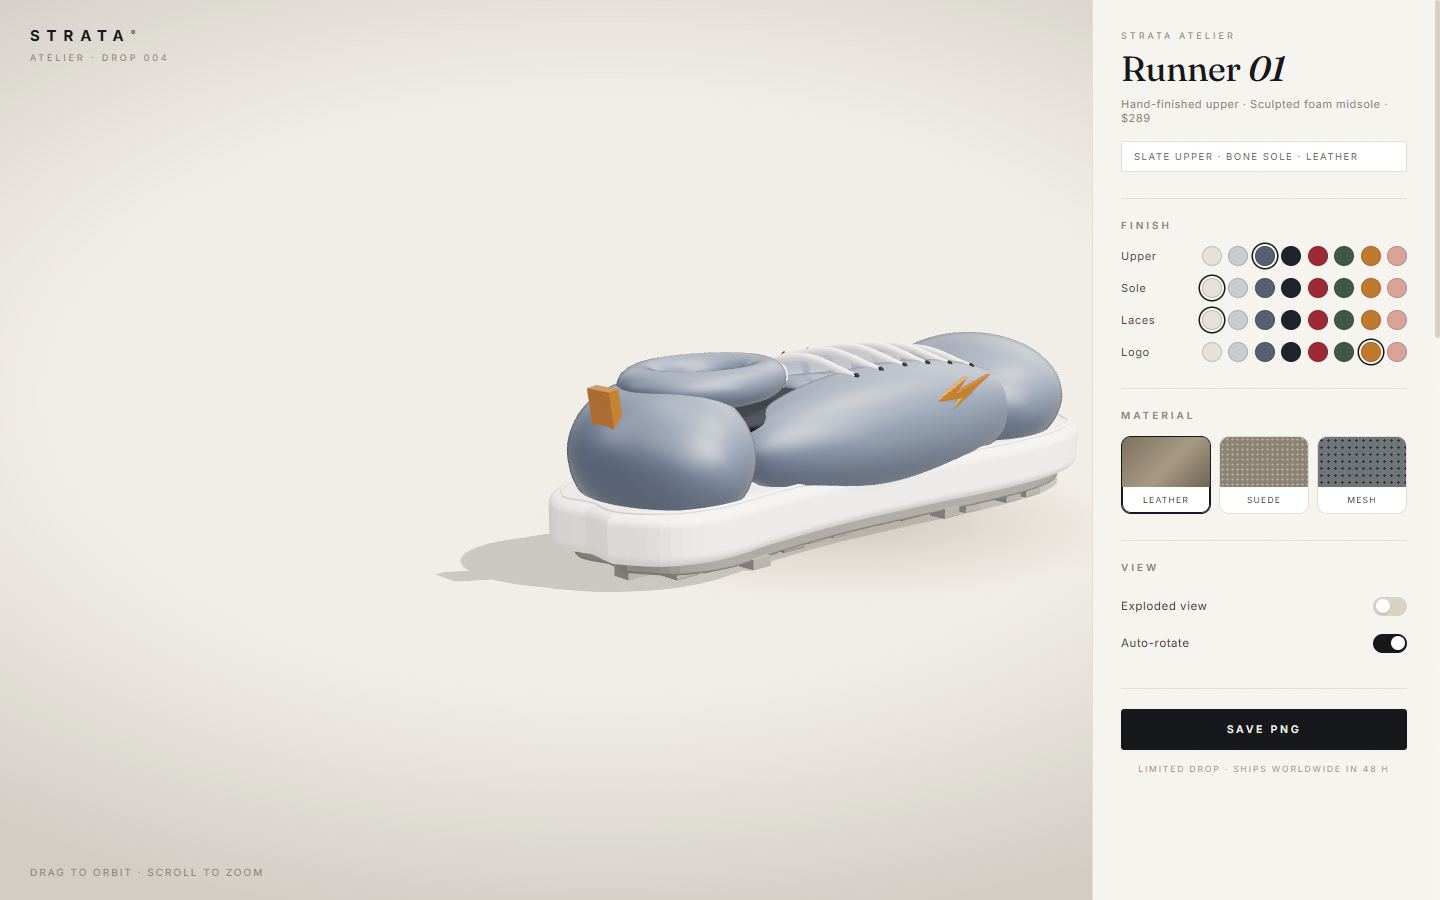 STRATA®
ATELIER · DROP 004
STRATA ATELIER
Runner 01
Hand-finished upper · Sculpted foam midsole ·
$289
SLATE UPPER · BONE SOLE · LEATHER
FINISH
Upper
Sole
Laces
Logo
MATERIAL
LEATHER
SUEDE
MESH
VIEW
Exploded view
Auto-rotate
SAVE PNG
LIMITED DROP · SHIPS WORLDWIDE IN 48 H
DRAG TO ORBIT · SCROLL TO ZOOM